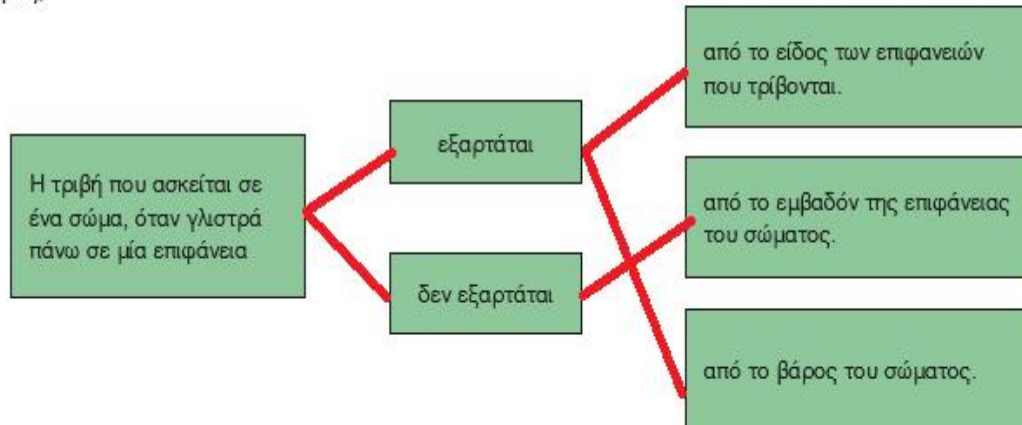 Η τριβή που ασκείται σε
ένα σώμα, όταν γλιστρά
πάνω σε μία επιφάνεια
εξαρτάται
δεν εξαρτάται
από το είδος των επιφανειών
που τρίβονται.
από το εμβαδόν της επιφάνειας
του σώματος.
από το βάρος του σώματος.